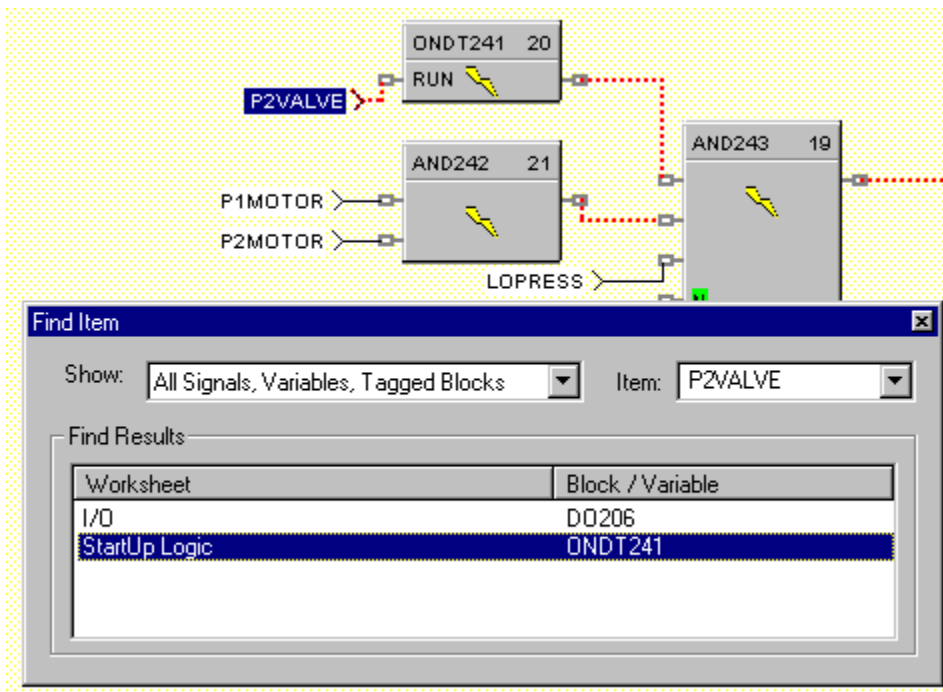 ONDT241 20
RUN
P2VALVE
AND243 19
AND242 21
P1MOTOR
P2MOTOR
LOPRESS
Find Item
Show: All Signals, Variables, Tagged Blocks Item: P2VALVE
Find Results
Worksheet Block / Variable
I/O DO206
StartUp Logic ONDT241